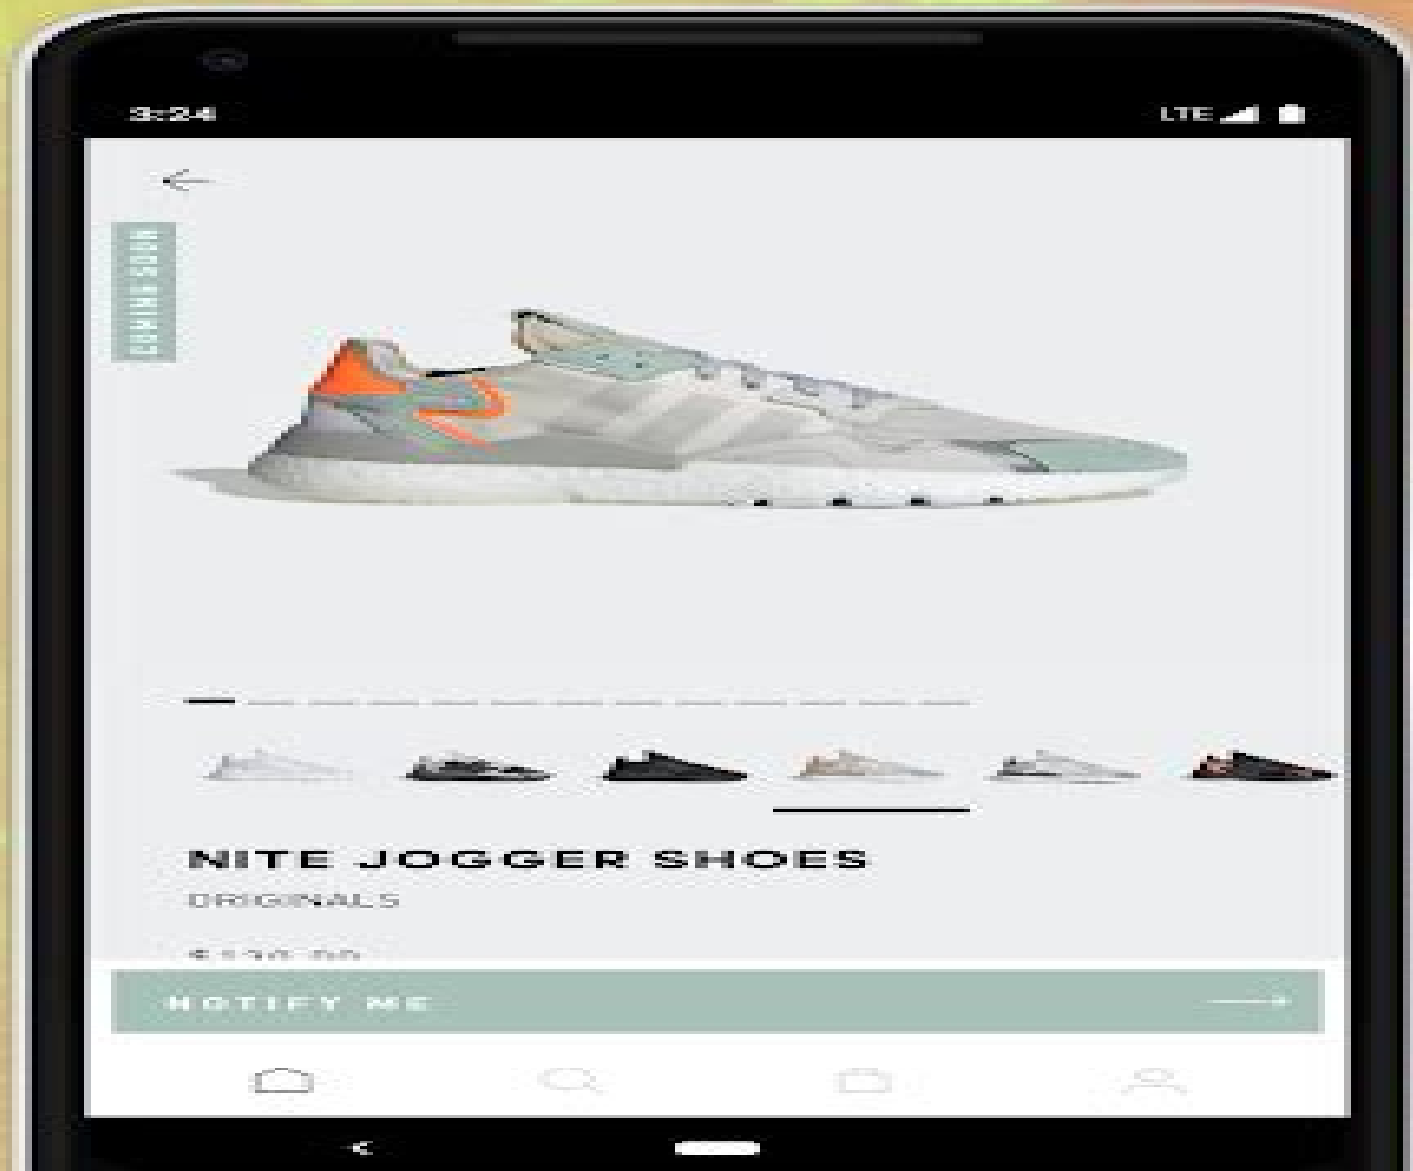 3:24
LTE
COMING SOON
NITE JOGGER SHOES
ORIGINALS
NOTIFY ME